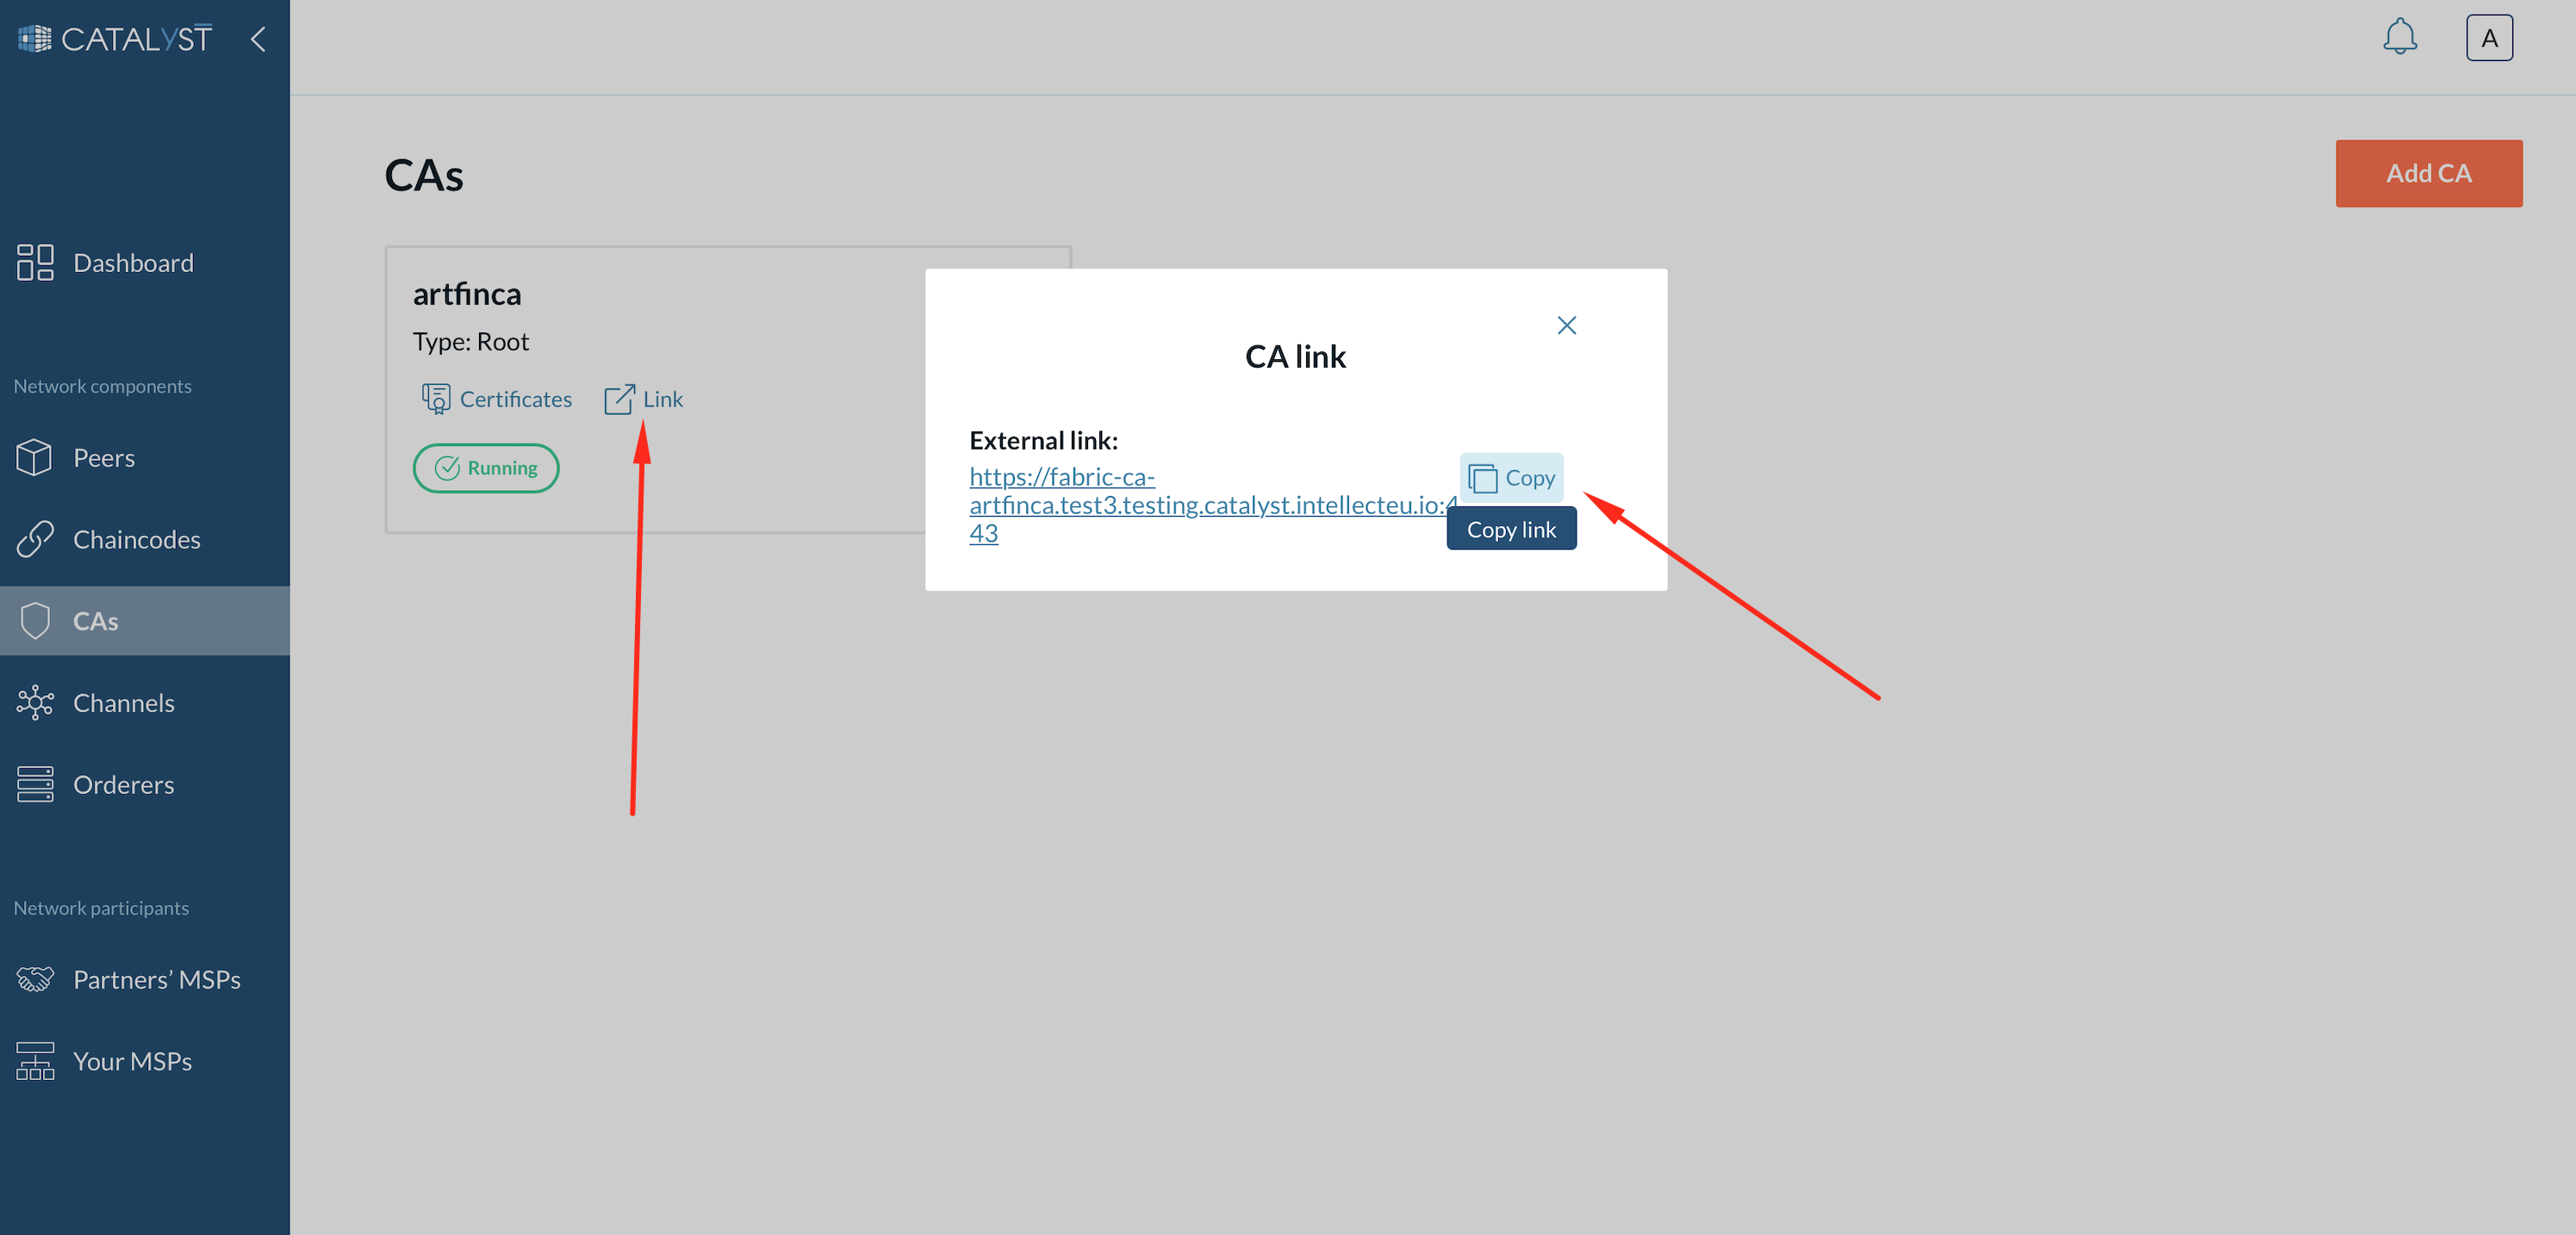 CATALYST
A
Dashboard
Network components
Peers
Chaincodes
CAs
Channels
Orderers
Network participants
Partners’ MSPs
Your MSPs
CAs
Add CA
artfinca
Type: Root
Certificates
Link
Running
CA link
External link:
https://fabric-ca-
artfinca.test3.testing.catalyst.intellecteu.io:4
43
Copy
Copy link